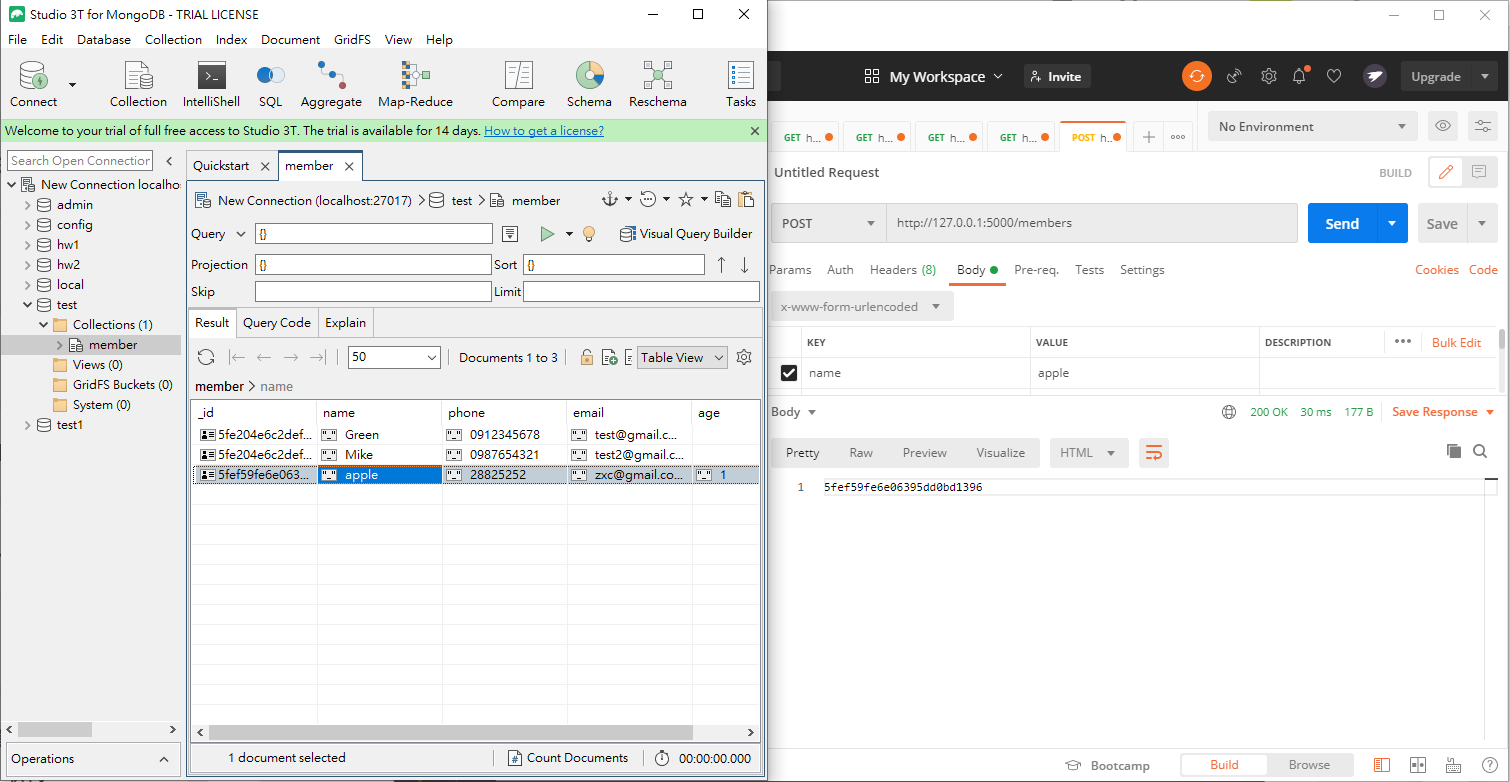 Studio 3T for MongoDB - TRIAL LICENSE
File Edit Database Collection Index Document GridFS View Help
Connect Collection IntelliShell SQL Aggregate Map-Reduce Compare Schema Reschema Tasks
Welcome to your trial of full free access to Studio 3T. The trial is available for 14 days. How to get a license?
Search Open Connection
New Connection localho
admin
config
hw1
hw2
local
test
Collections (1)
member
Views (0)
GridFS Buckets (0)
System (0)
test1
Operations
Quickstart member
New Connection (localhost:27017) test member
Query {} Visual Query Builder
Projection {} Sort {}
Skip Limit
Result Query Code Explain
50 Documents 1 to 3 Table View
member > name
_id name phone email age
5fe204e6c2def... Green 0912345678 test@gmail.c...
5fe204e6c2def... Mike 0987654321 test2@gmail.c...
5fef59fe6e063... apple 28825252 zxc@gmail.co... 1
1 document selected Count Documents 00:00:00.000
My Workspace Invite Upgrade
GET h... GET h... GET h... GET h... POST h.. No Environment
Untitled Request BUILD
POST http://127.0.0.1:5000/members Send Save
Params Auth Headers (8) Body Pre-req. Tests Settings Cookies Code
x-www-form-urlencoded
KEY VALUE DESCRIPTION Bulk Edit
name apple
Body 200 OK 30 ms 177 B Save Response
Pretty Raw Preview Visualize HTML
1 5fef59fe6e06395dd0bd1396
Bootcamp Build Browse